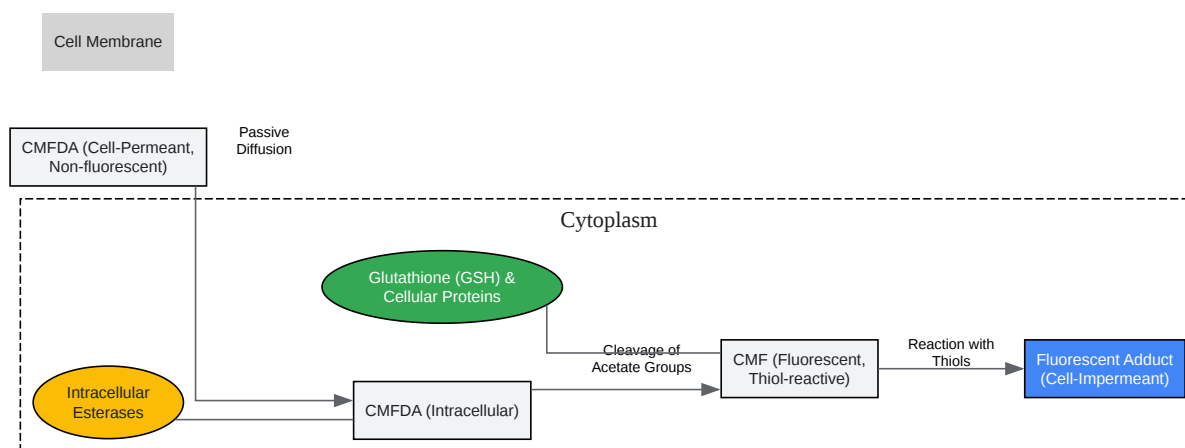 Cell Membrane
CMFDA (Cell-Permeant,
Non-fluorescent)
Passive
Diffusion
Cytoplasm
Glutathione (GSH) &
Cellular Proteins
Intracellular
Esterases
CMFDA (Intracellular)
Cleavage of
Acetate Groups
CMF (Fluorescent,
Thiol-reactive)
Reaction with
Thiols
Fluorescent Adduct
(Cell-Impermeant)